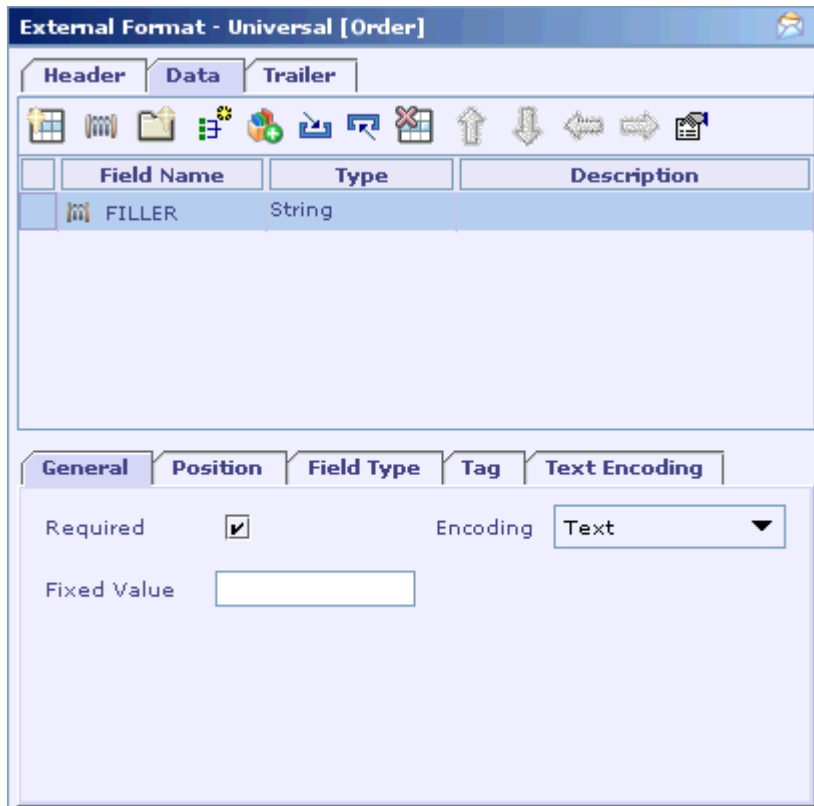 External Format - Universal [Order]
Header Data Trailer
Field Name Type Description
FILLER String
General Position Field Type Tag Text Encoding
Required Encoding Text
Fixed Value